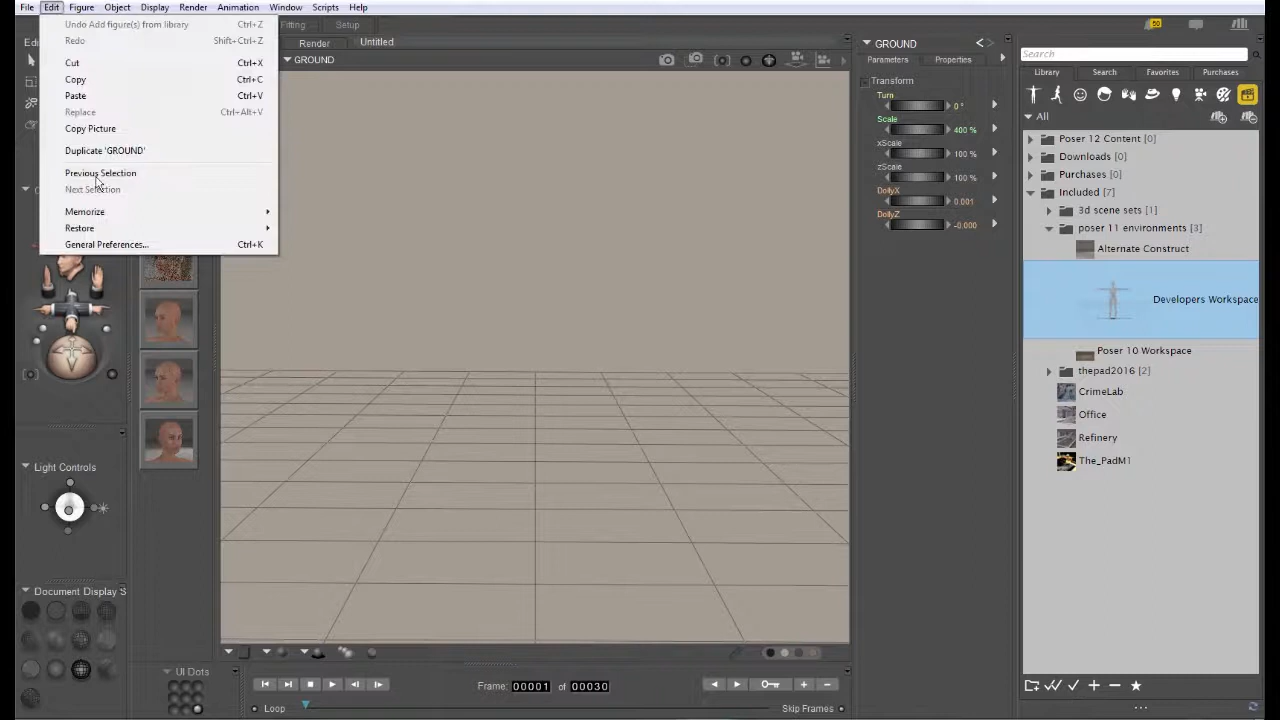 File Edit Figure Object Display Render Animation Window Scripts Help
Undo Add figure(s) from library Ctrl+Z
Redo Shift+Ctrl+Z
Cut Ctrl+X
Copy Ctrl+C
Paste Ctrl+V
Replace Ctrl+Alt+V
Copy Picture
Duplicate 'GROUND'
Previous Selection
Next Selection
Memorize
Restore
General Preferences... Ctrl+K
Fitting Setup
Render Untitled
GROUND
GROUND
Parameters Properties
Transform
Turn
0 °
Scale
400 %
xScale
100 %
zScale
100 %
DollyX
0.001
DollyZ
-0.000
50
Search
Library Search Favorites Purchases
All
Poser 12 Content [0]
Downloads [0]
Purchases [0]
Included [7]
3d scene sets [1]
poser 11 environments [3]
Alternate Construct
Developers Workspace
Poser 10 Workspace
thepad2016 [2]
CrimeLab
Office
Refinery
The_PadM1
Light Controls
Document Display S
UI Dots
Frame: 00001 of 00030
Loop
Skip Frames